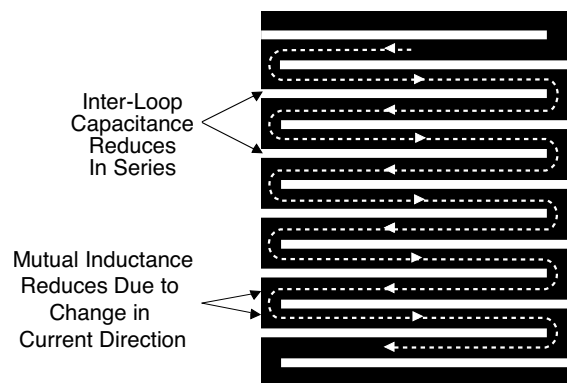 Inter-Loop
Capacitance
Reduces
In Series
Mutual Inductance
Reduces Due to
Change in
Current Direction